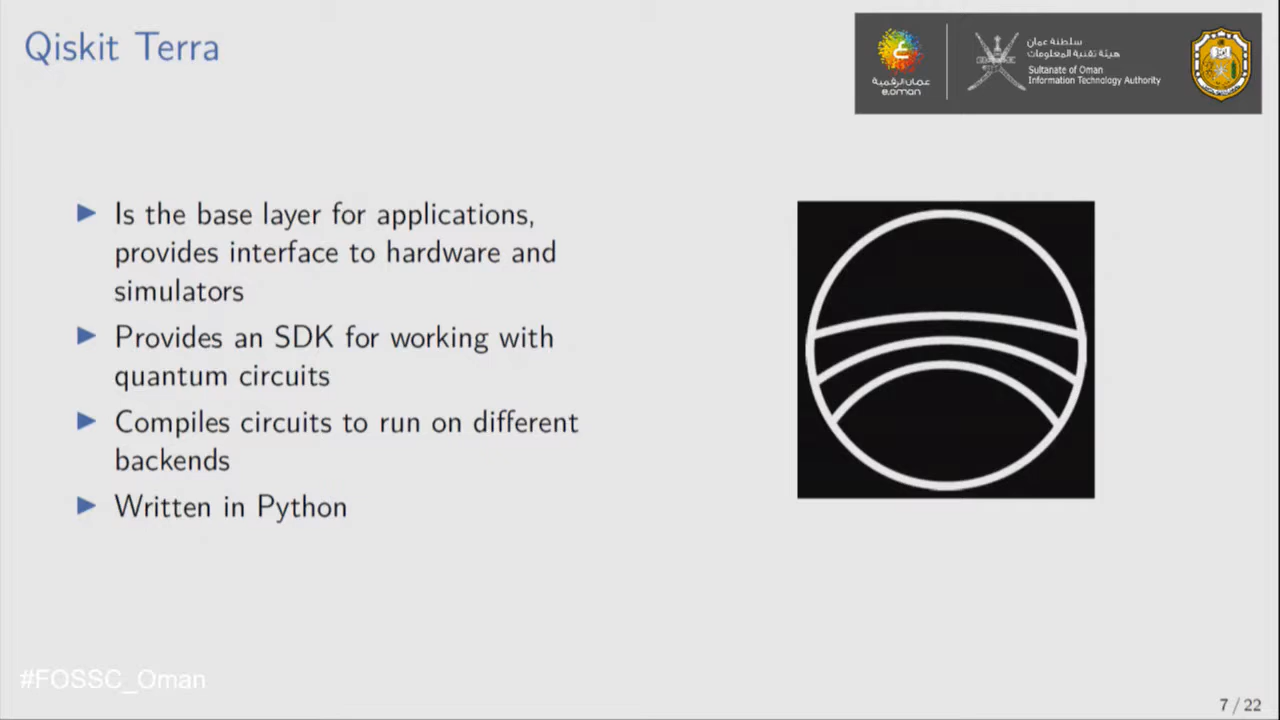 Qiskit Terra
عمان الرقمية
e.oman
سلطنة عمان
هيئة تقنية المعلومات
Sultanate of Oman
Information Technology Authority
Is the base layer for applications,
provides interface to hardware and
simulators
Provides an SDK for working with
quantum circuits
Compiles circuits to run on different
backends
Written in Python
#FOSSC_Oman
7 / 22